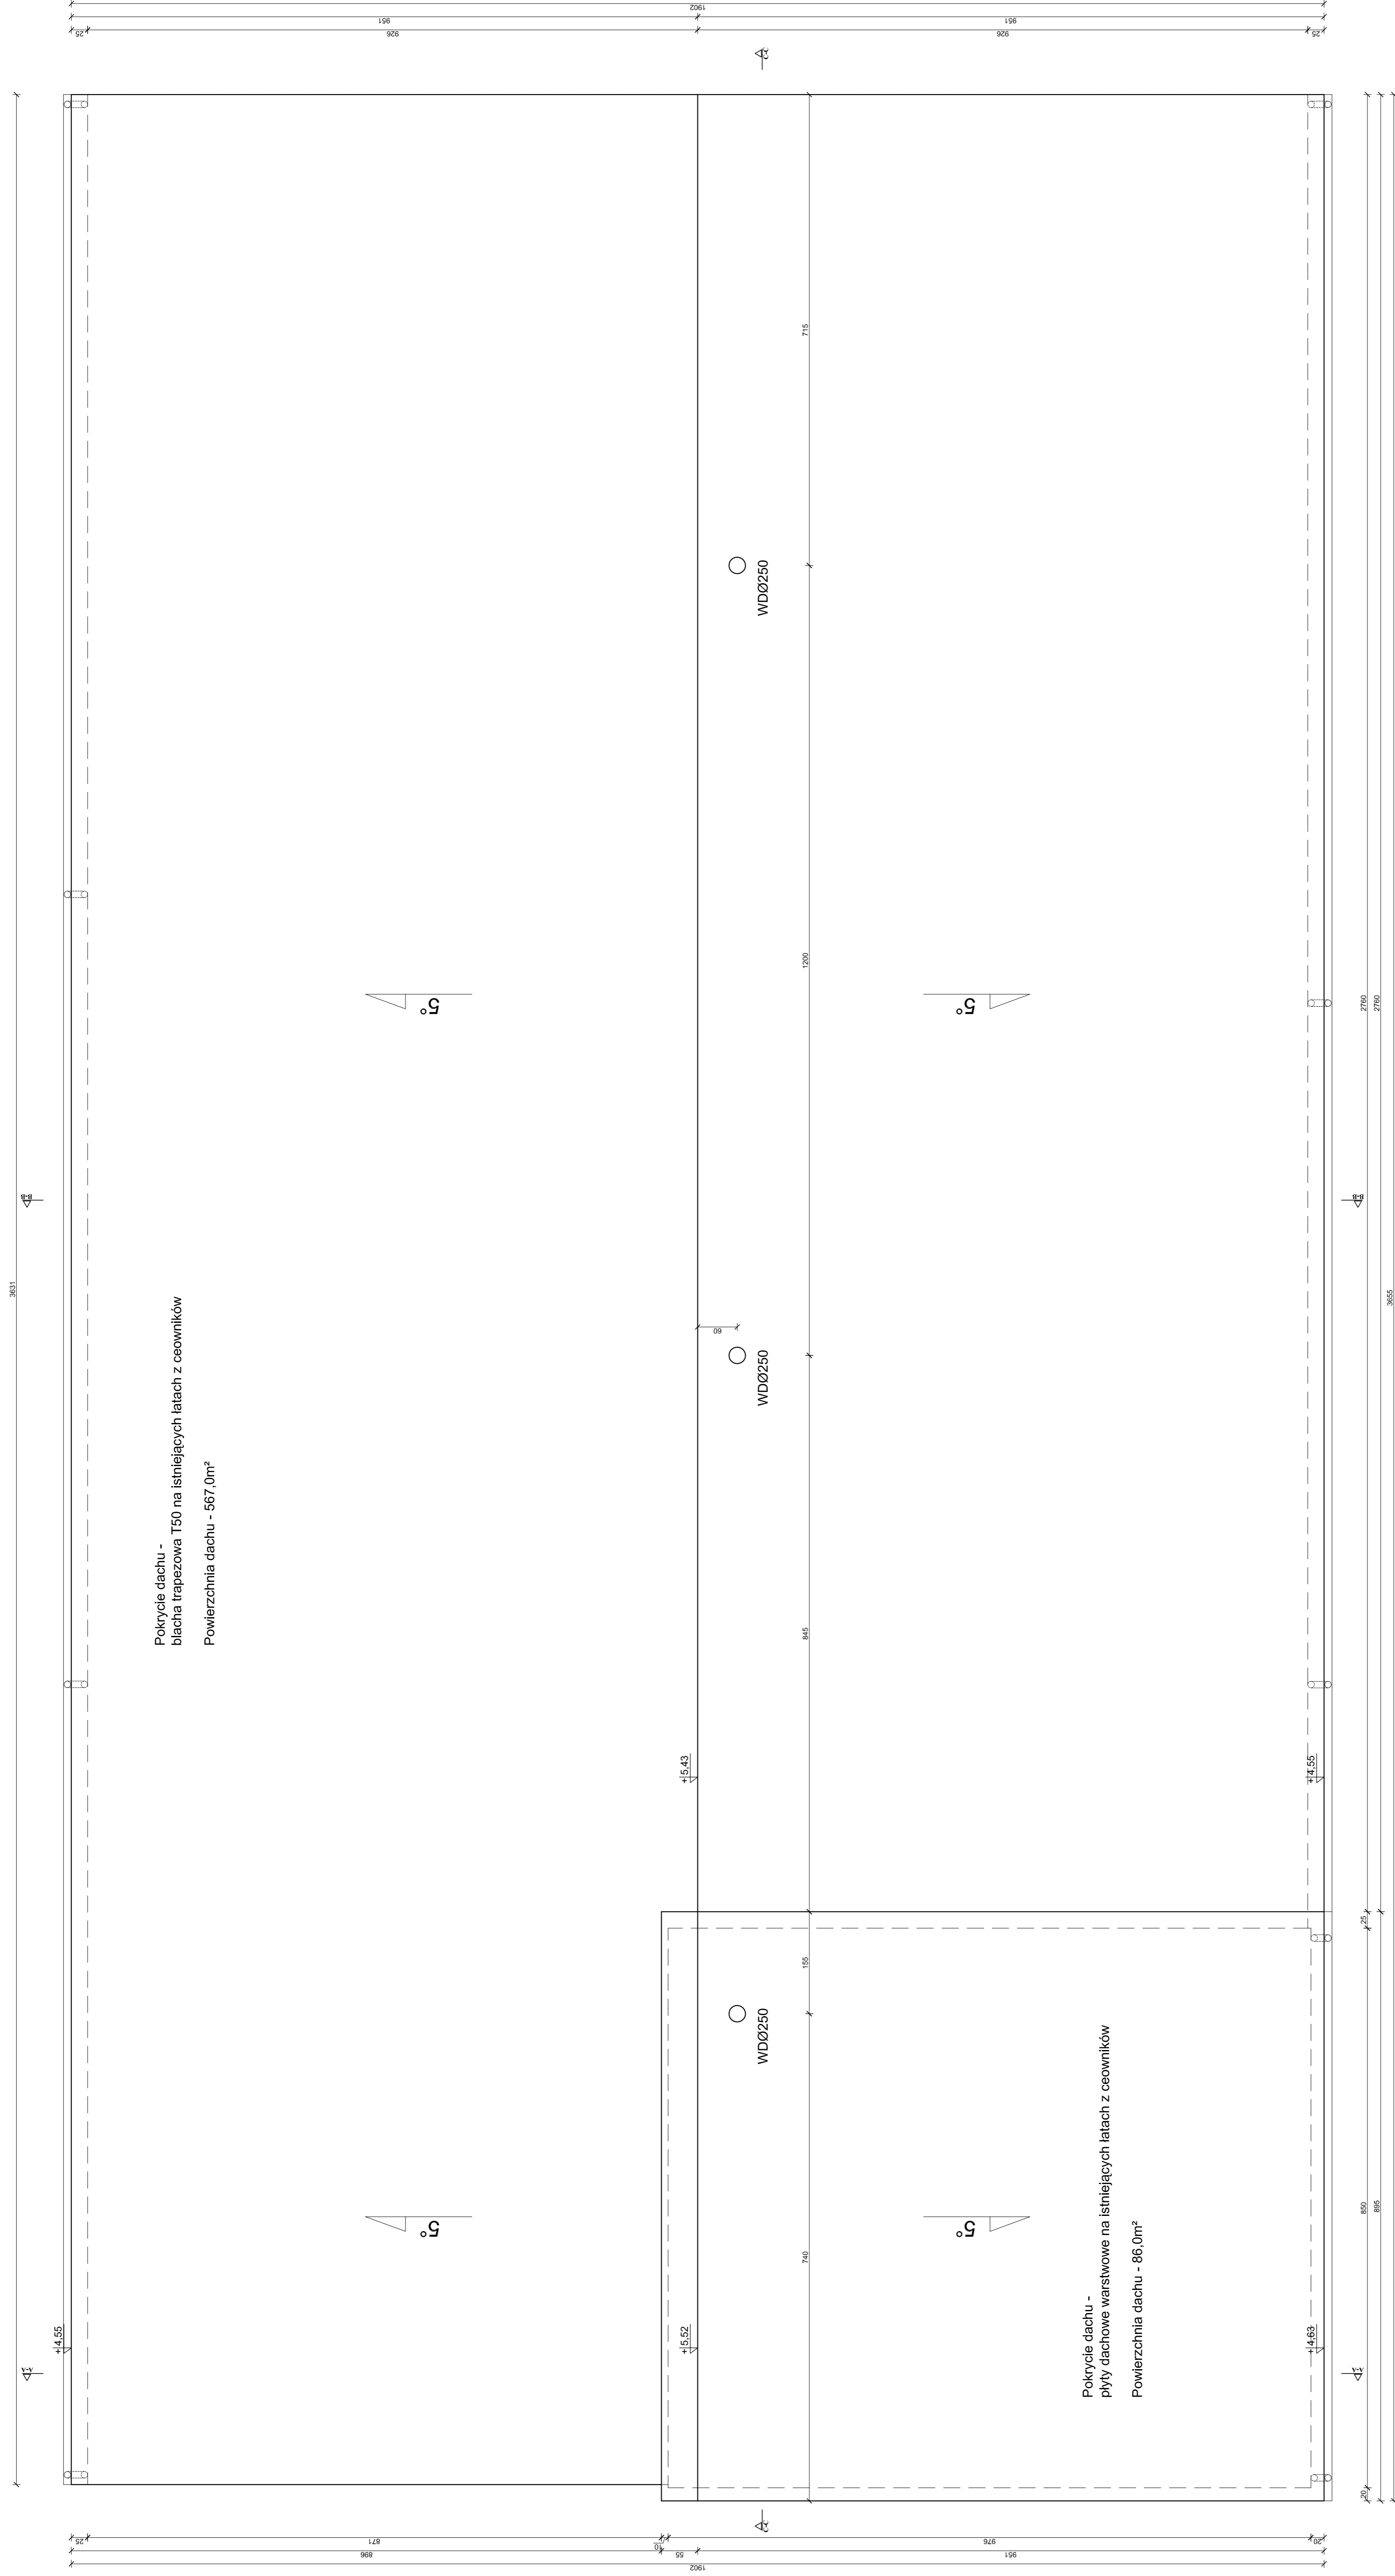 1902
951
951
25
926
926
25
C-C
3631
715
WDØ250
1200
5°
5°
2760
2760
B-B
B-B
3655
60
WDØ250
Pokrycie dachu -
blacha trapezowa T50 na istniejących łatach z ceowników
Powierzchnia dachu - 567,0m²
845
+5,43
+4,55
25
155
WDØ250
5°
5°
740
850
895
Pokrycie dachu -
płyty dachowe warstwowe na istniejących łatach z ceowników
Powierzchnia dachu - 86,0m²
+4,55
+5,52
+4,63
A-A
A-A
20
C-C
25
871
10
976
20
896
55
951
1902